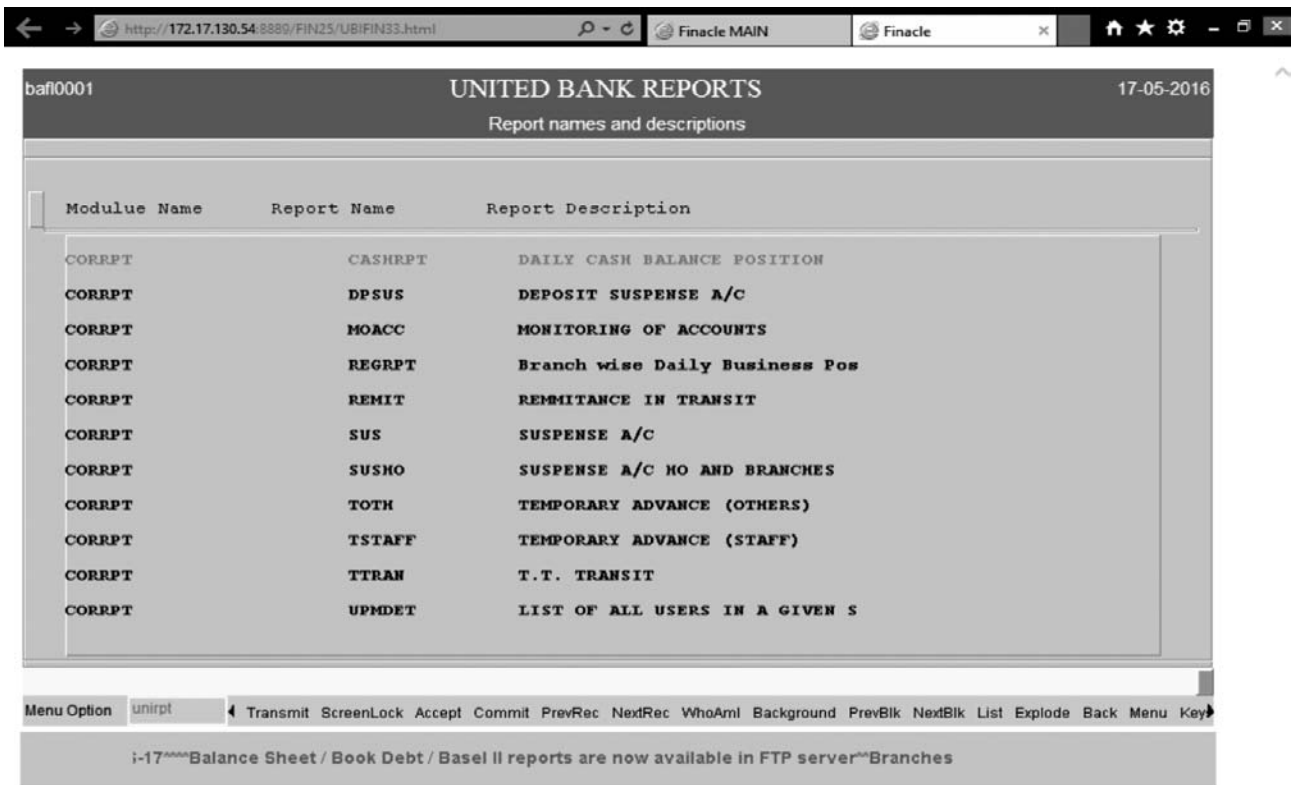 http://172.17.130.54:8889/FIN25/UBIFIN33.html Finacle MAIN Finacle
bafl0001 UNITED BANK REPORTS 17-05-2016
Report names and descriptions
Modulue Name Report Name Report Description
CORRPT CASHRPT DAILY CASH BALANCE POSITION
CORRPT DPSUS DEPOSIT SUSPENSE A/C
CORRPT MOACC MONITORING OF ACCOUNTS
CORRPT REGRPT Branch wise Daily Business Pos
CORRPT REMIT REMMITANCE IN TRANSIT
CORRPT SUS SUSPENSE A/C
CORRPT SUSHO SUSPENSE A/C HO AND BRANCHES
CORRPT TOTH TEMPORARY ADVANCE (OTHERS)
CORRPT TSTAFF TEMPORARY ADVANCE (STAFF)
CORRPT TTRAN T.T. TRANSIT
CORRPT UPMDET LIST OF ALL USERS IN A GIVEN S
Menu Option unirpt Transmit ScreenLock Accept Commit PrevRec NextRec WhoAmI Background PrevBlk NextBlk List Explode Back Menu Key
-17^^^^Balance Sheet / Book Debt / Basel II reports are now available in FTP server^^Branches